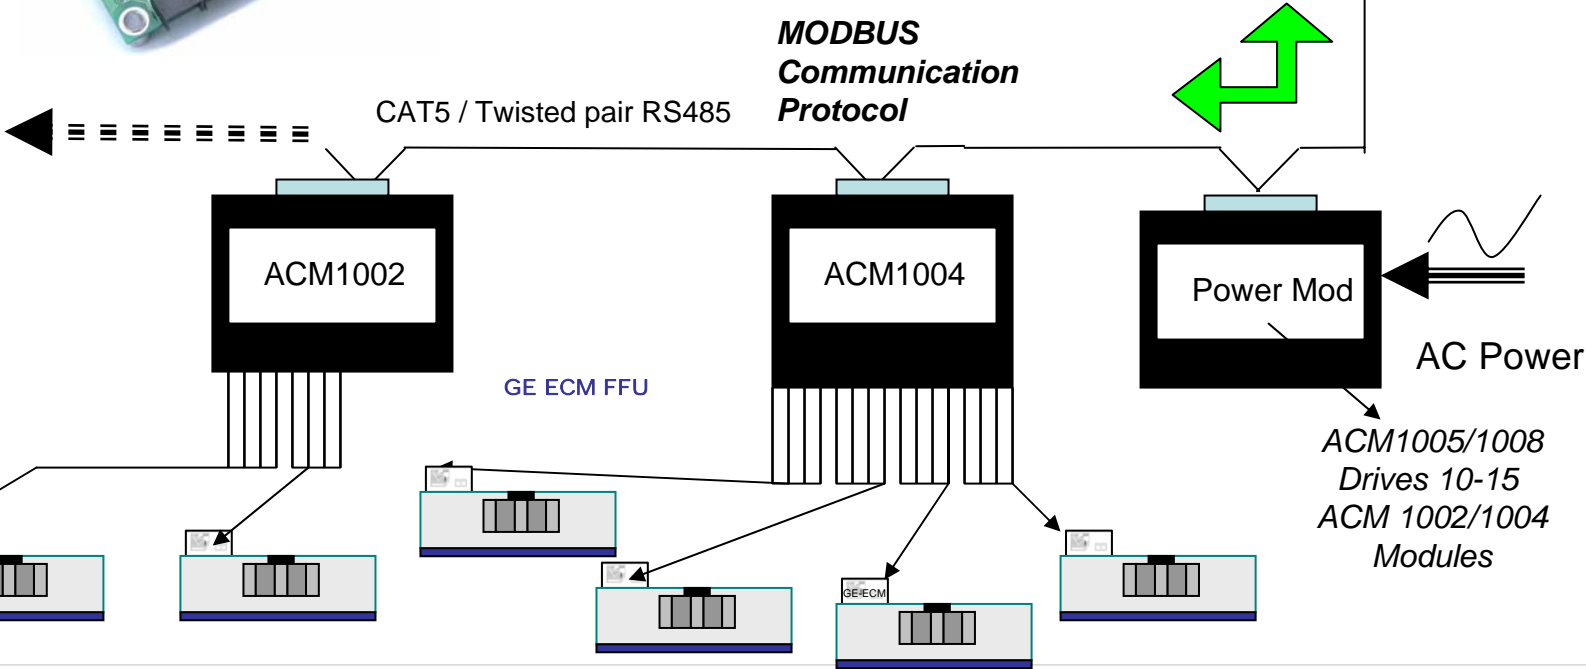 MODBUS
Communication
Protocol
CAT5 / Twisted pair RS485
ACM1002
ACM1004
Power Mod
AC Power
GE ECM FFU
ACM1005/1008
Drives 10-15
ACM 1002/1004
Modules
GE-ECM